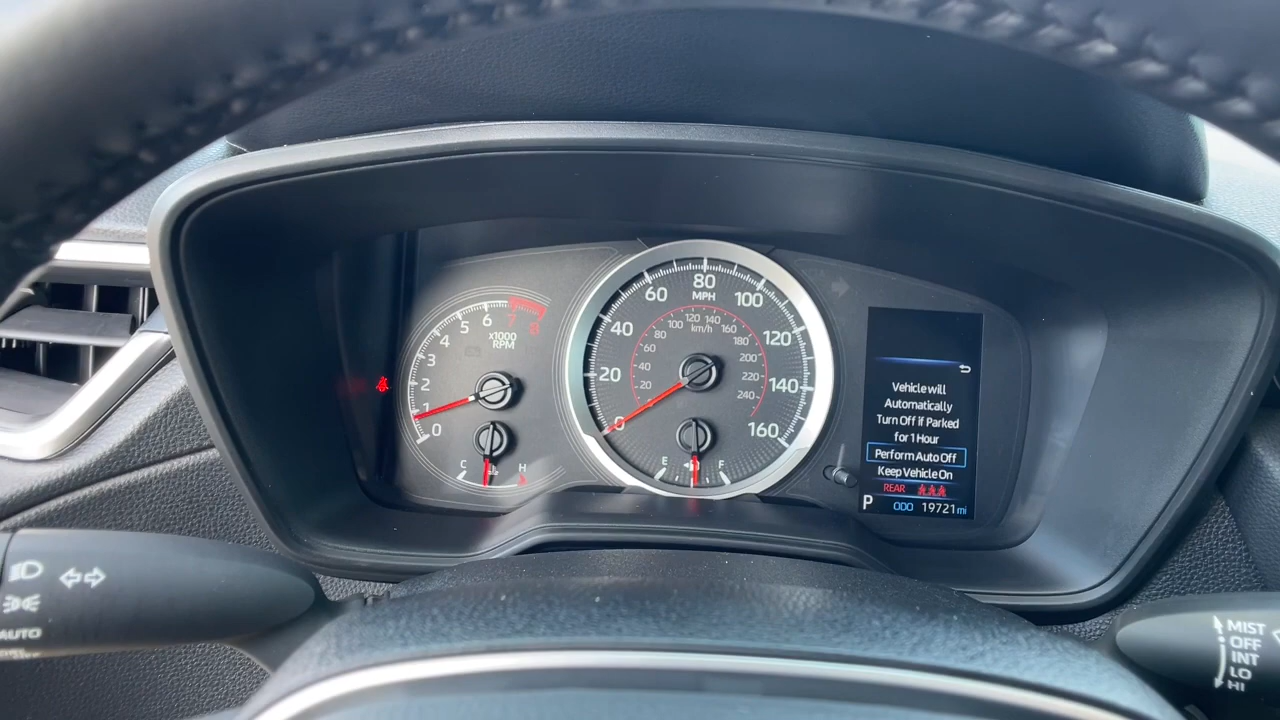 0
1
2
3
4
5
6
7
8
x1000
RPM
C
H
0
20
40
60
80
100
120
140
160
MPH
20
40
60
80
100
120
140
160
180
200
220
240
km/h
E
F
Vehicle will
Automatically
Turn Off if Parked
for 1 Hour
Perform Auto Off
Keep Vehicle On
REAR
P
ODO 19721 mi
AUTO
MIST
OFF
INT
LO
HI